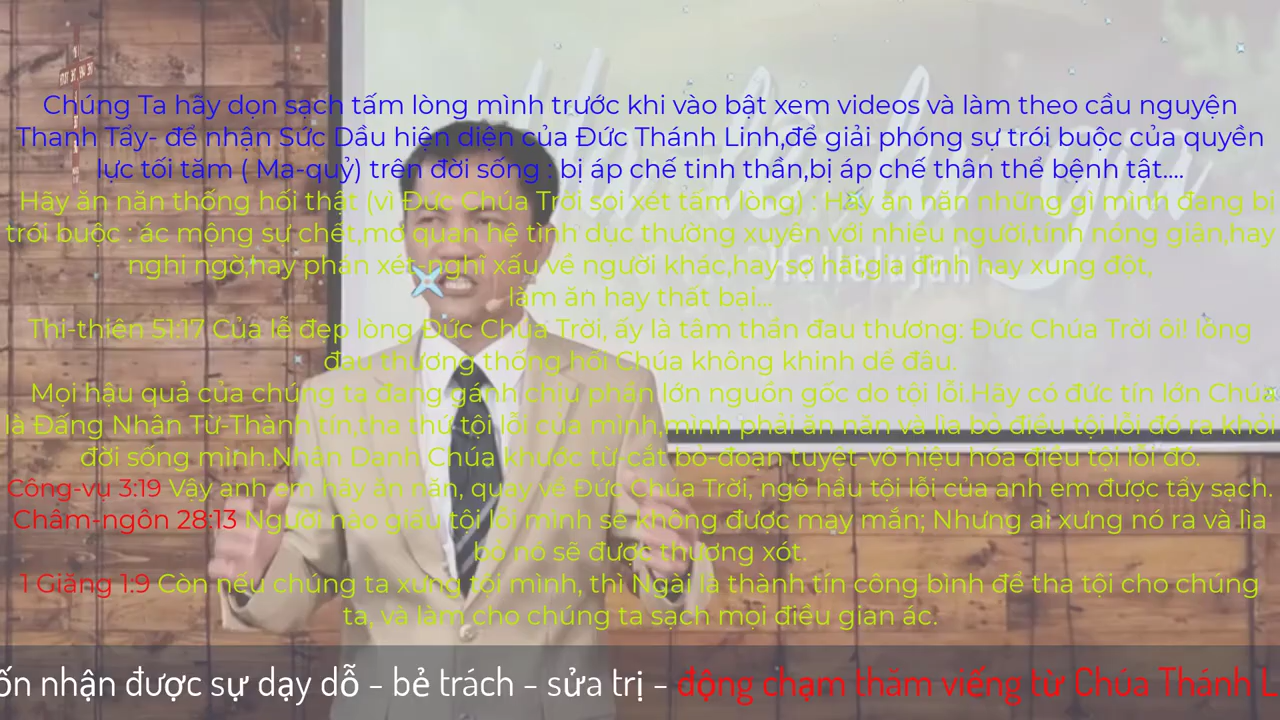 Chúng Ta hãy dọn sạch tấm lòng mình trước khi vào bật xem videos và làm theo cầu nguyện
Thanh Tẩy- để nhận Sức Dầu hiện diện của Đức Thánh Linh,để giải phóng sự trói buộc của quyền
lực tối tăm ( Ma-quỷ) trên đời sống : bị áp chế tinh thần,bị áp chế thân thể bệnh tật....
Hãy ăn năn thống hối thật (vì Đức Chúa Trời soi xét tấm lòng) : Hãy ăn năn những gì mình đang bị
trói buộc : ác mộng sự chết,mơ quan hệ tình dục thường xuyên với nhiều người,tính nóng giận,hay
nghi ngờ,hay phán xét-nghĩ xấu về người khác,hay sợ hãi,gia đình hay xung đột,
làm ăn hay thất bại...
Thi-thiên 51:17 Của lễ đẹp lòng Đức Chúa Trời, ấy là tâm thần đau thương: Đức Chúa Trời ôi! lòng
đau thương thống hối Chúa không khinh dể đâu.
Mọi hậu quả của chúng ta đang gánh chịu phần lớn nguồn gốc do tội lỗi.Hãy có đức tin lớn Chúa
là Đấng Nhân Từ-Thành tín,tha thứ tội lỗi của mình,mình phải ăn năn và lìa bỏ điều tội lỗi đó ra khỏi
đời sống mình.Nhân Danh Chúa khước từ-cắt bỏ-đoạn tuyệt-vô hiệu hóa điều tội lỗi đó.
Công-vụ 3:19 Vậy anh em hãy ăn năn, quay về Đức Chúa Trời, ngõ hầu tội lỗi của anh em được tẩy sạch.
Châm-ngôn 28:13 Người nào giấu tội lỗi mình sẽ không được may mắn; Nhưng ai xưng nó ra và lìa
bỏ nó sẽ được thương xót.
1 Giăng 1:9 Còn nếu chúng ta xưng tội mình, thì Ngài là thành tín công bình để tha tội cho chúng
ta, và làm cho chúng ta sạch mọi điều gian ác.
ốn nhận được sự dạy dỗ - bẻ trách - sửa trị - động chạm thăm viếng từ Chúa Thánh L